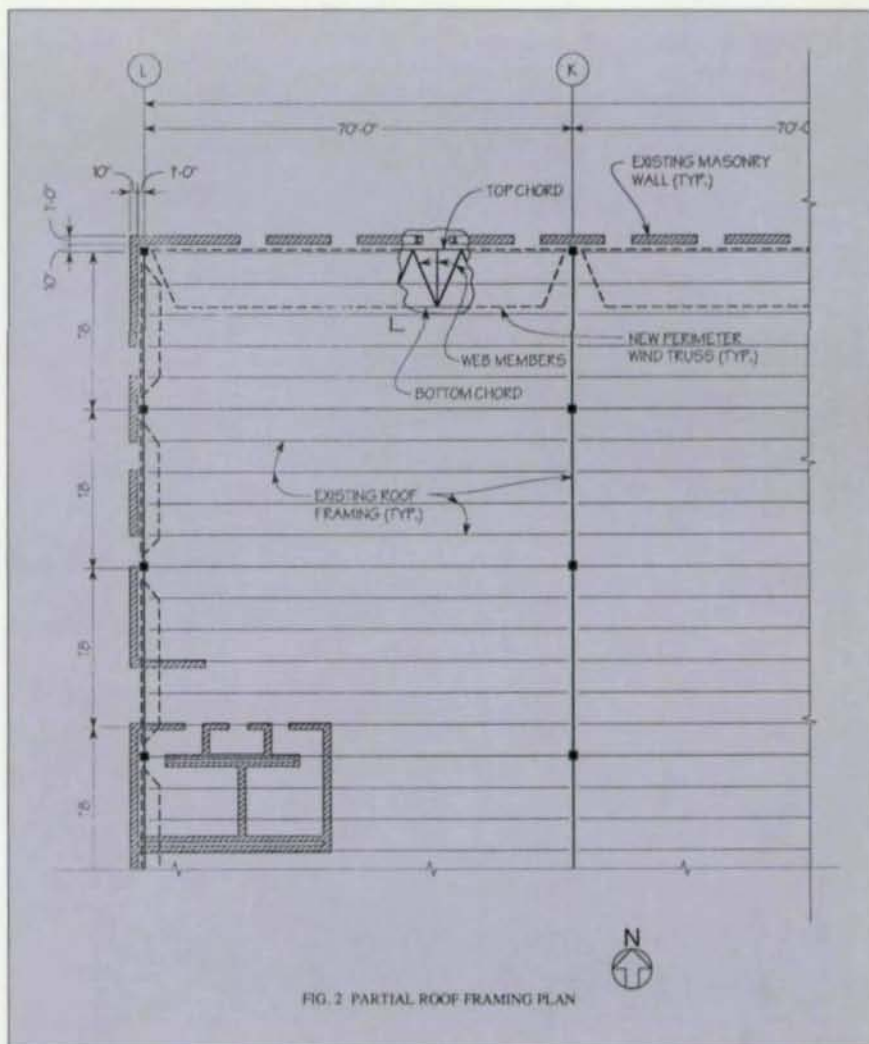 L
K
70'-0"
70'-0
10"
1'-0"
1'-0"
10"
EXISTING MASONRY
WALL (TYP.)
TOP CHORD
NEW PERIMETER
WIND TRUSS (TYP.)
WEB MEMBERS
BOTTOM CHORD
EXISTING ROOF
FRAMING (TYP.)
N
FIG. 2 PARTIAL ROOF FRAMING PLAN